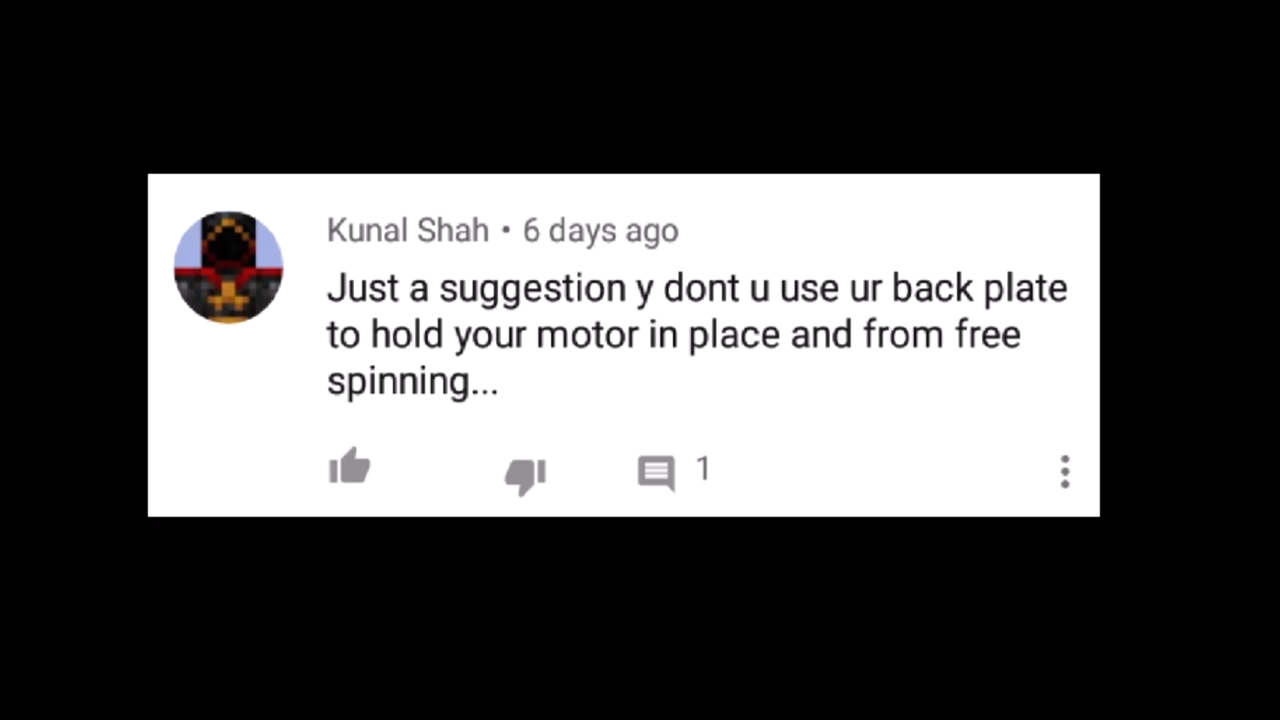 Kunal Shah • 6 days ago
Just a suggestion y dont u use ur back plate
to hold your motor in place and from free
spinning...
1